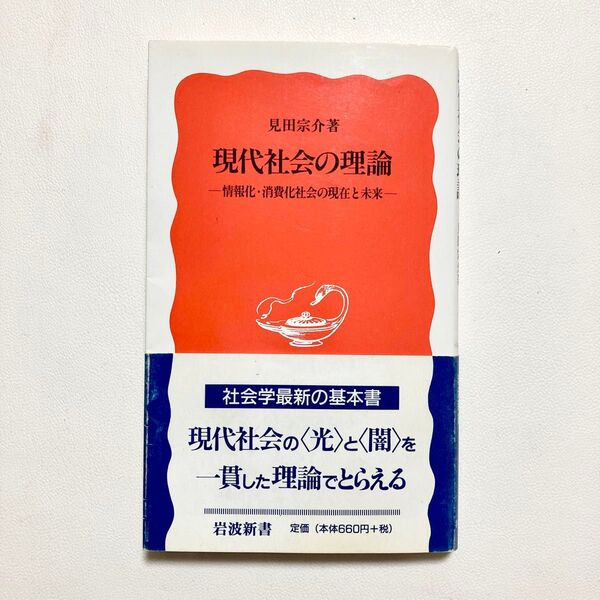 見田宗介著
現代社会の理論
―情報化・消費化社会の現在と未来―
社会学最新の基本書
現代社会の〈光〉と〈闇〉を
一貫した理論でとらえる
岩波新書 定価（本体660円+税）